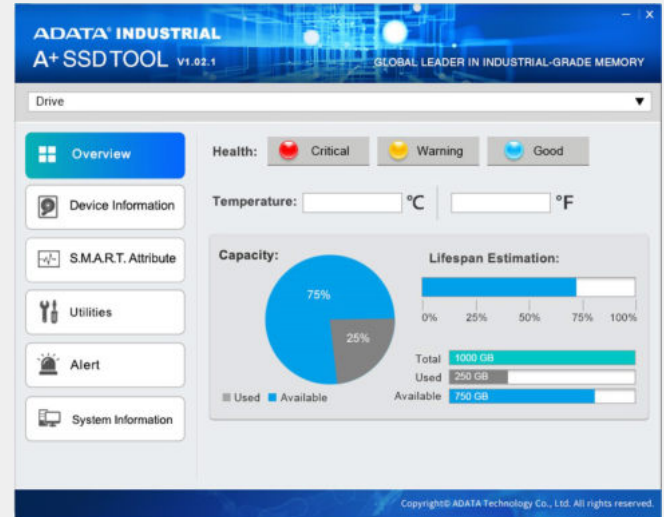 ADATA® INDUSTRIAL
A+ SSD TOOL V1.02.1
GLOBAL LEADER IN INDUSTRIAL-GRADE MEMORY
Drive
Overview
Device Information
S.M.A.R.T. Attribute
Utilities
Alert
System Information
Health: Critical Warning Good
Temperature: °C °F
Capacity:
75%
25%
Used Available
Lifespan Estimation:
0% 25% 50% 75% 100%
Total 1000 GB
Used 250 GB
Available 750 GB
Copyright© ADATA Technology Co., Ltd. All rights reserved.